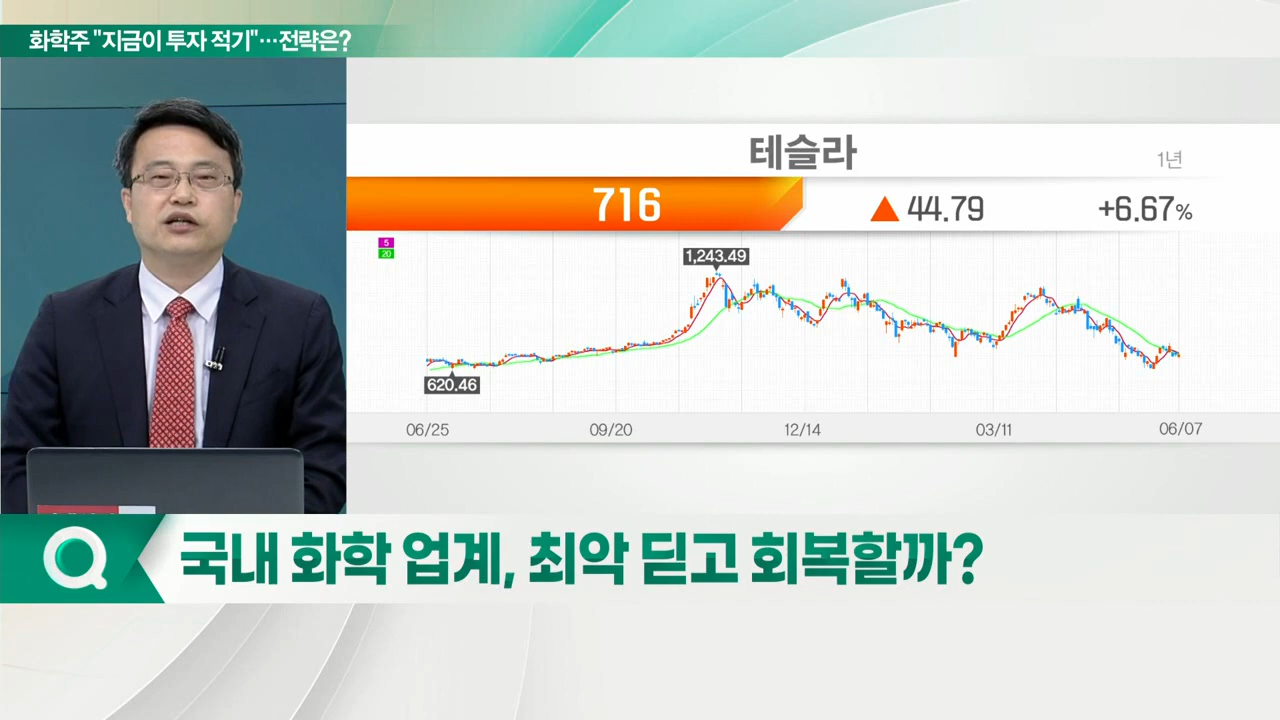 화학주 "지금이 투자 적기"…전략은?
테슬라
1년
716 ▲ 44.79 +6.67%
5
20
1,243.49
620.46
06/25 09/20 12/14 03/11 06/07
Q 국내 화학 업계, 최악 딛고 회복할까?